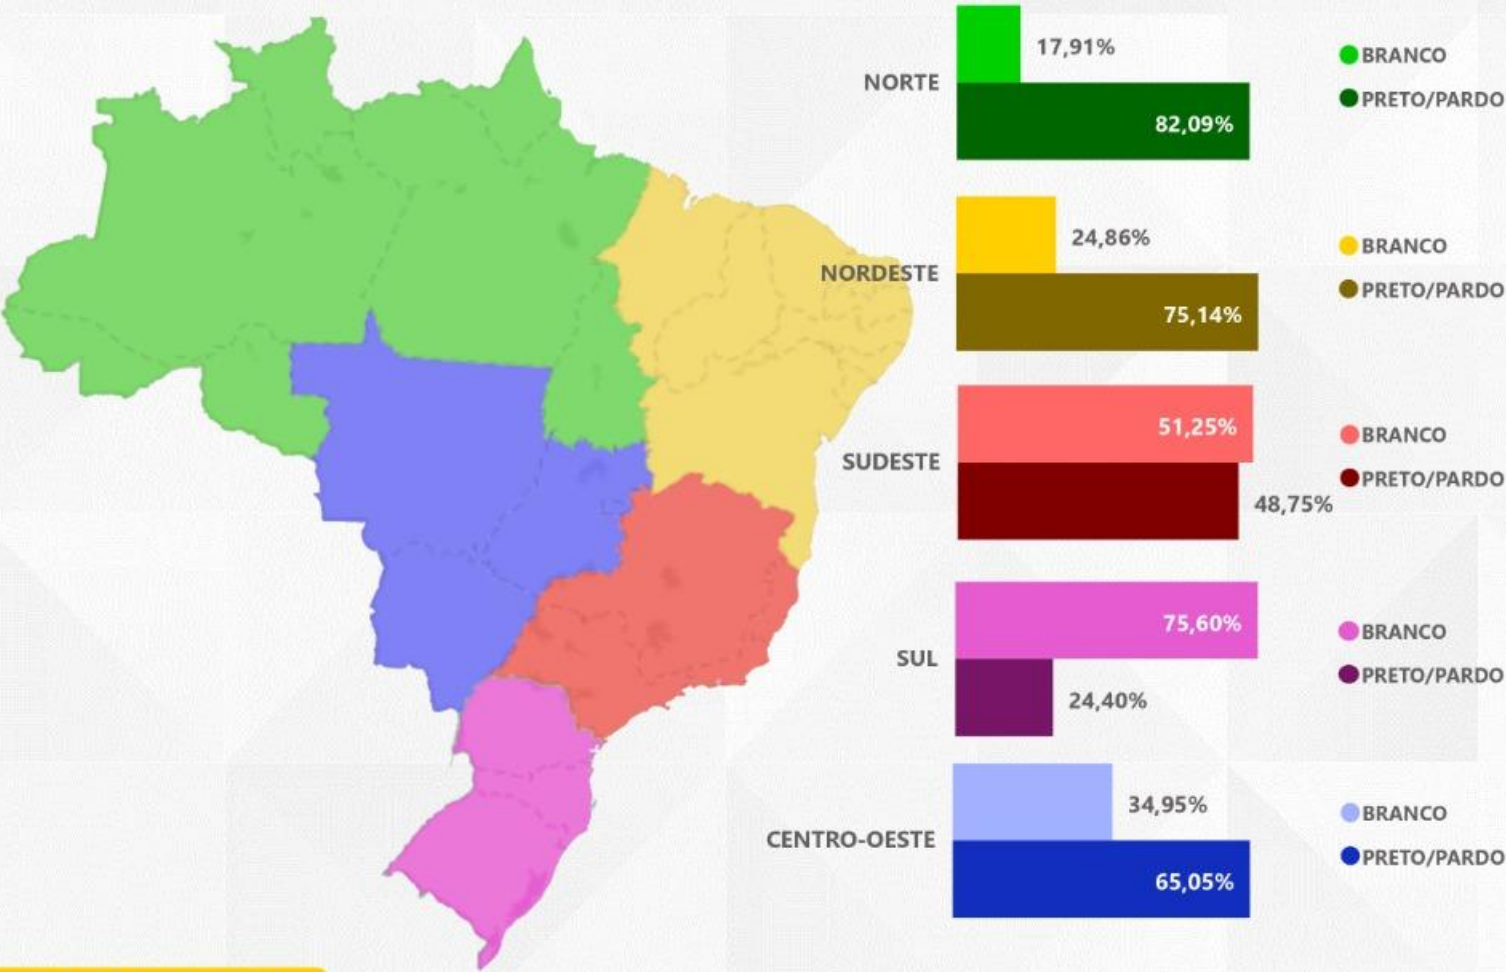 NORTE
17,91%
82,09%
BRANCO
PRETO/PARDO
NORDESTE
24,86%
75,14%
BRANCO
PRETO/PARDO
SUDESTE
51,25%
48,75%
BRANCO
PRETO/PARDO
SUL
75,60%
24,40%
BRANCO
PRETO/PARDO
CENTRO-OESTE
34,95%
65,05%
BRANCO
PRETO/PARDO